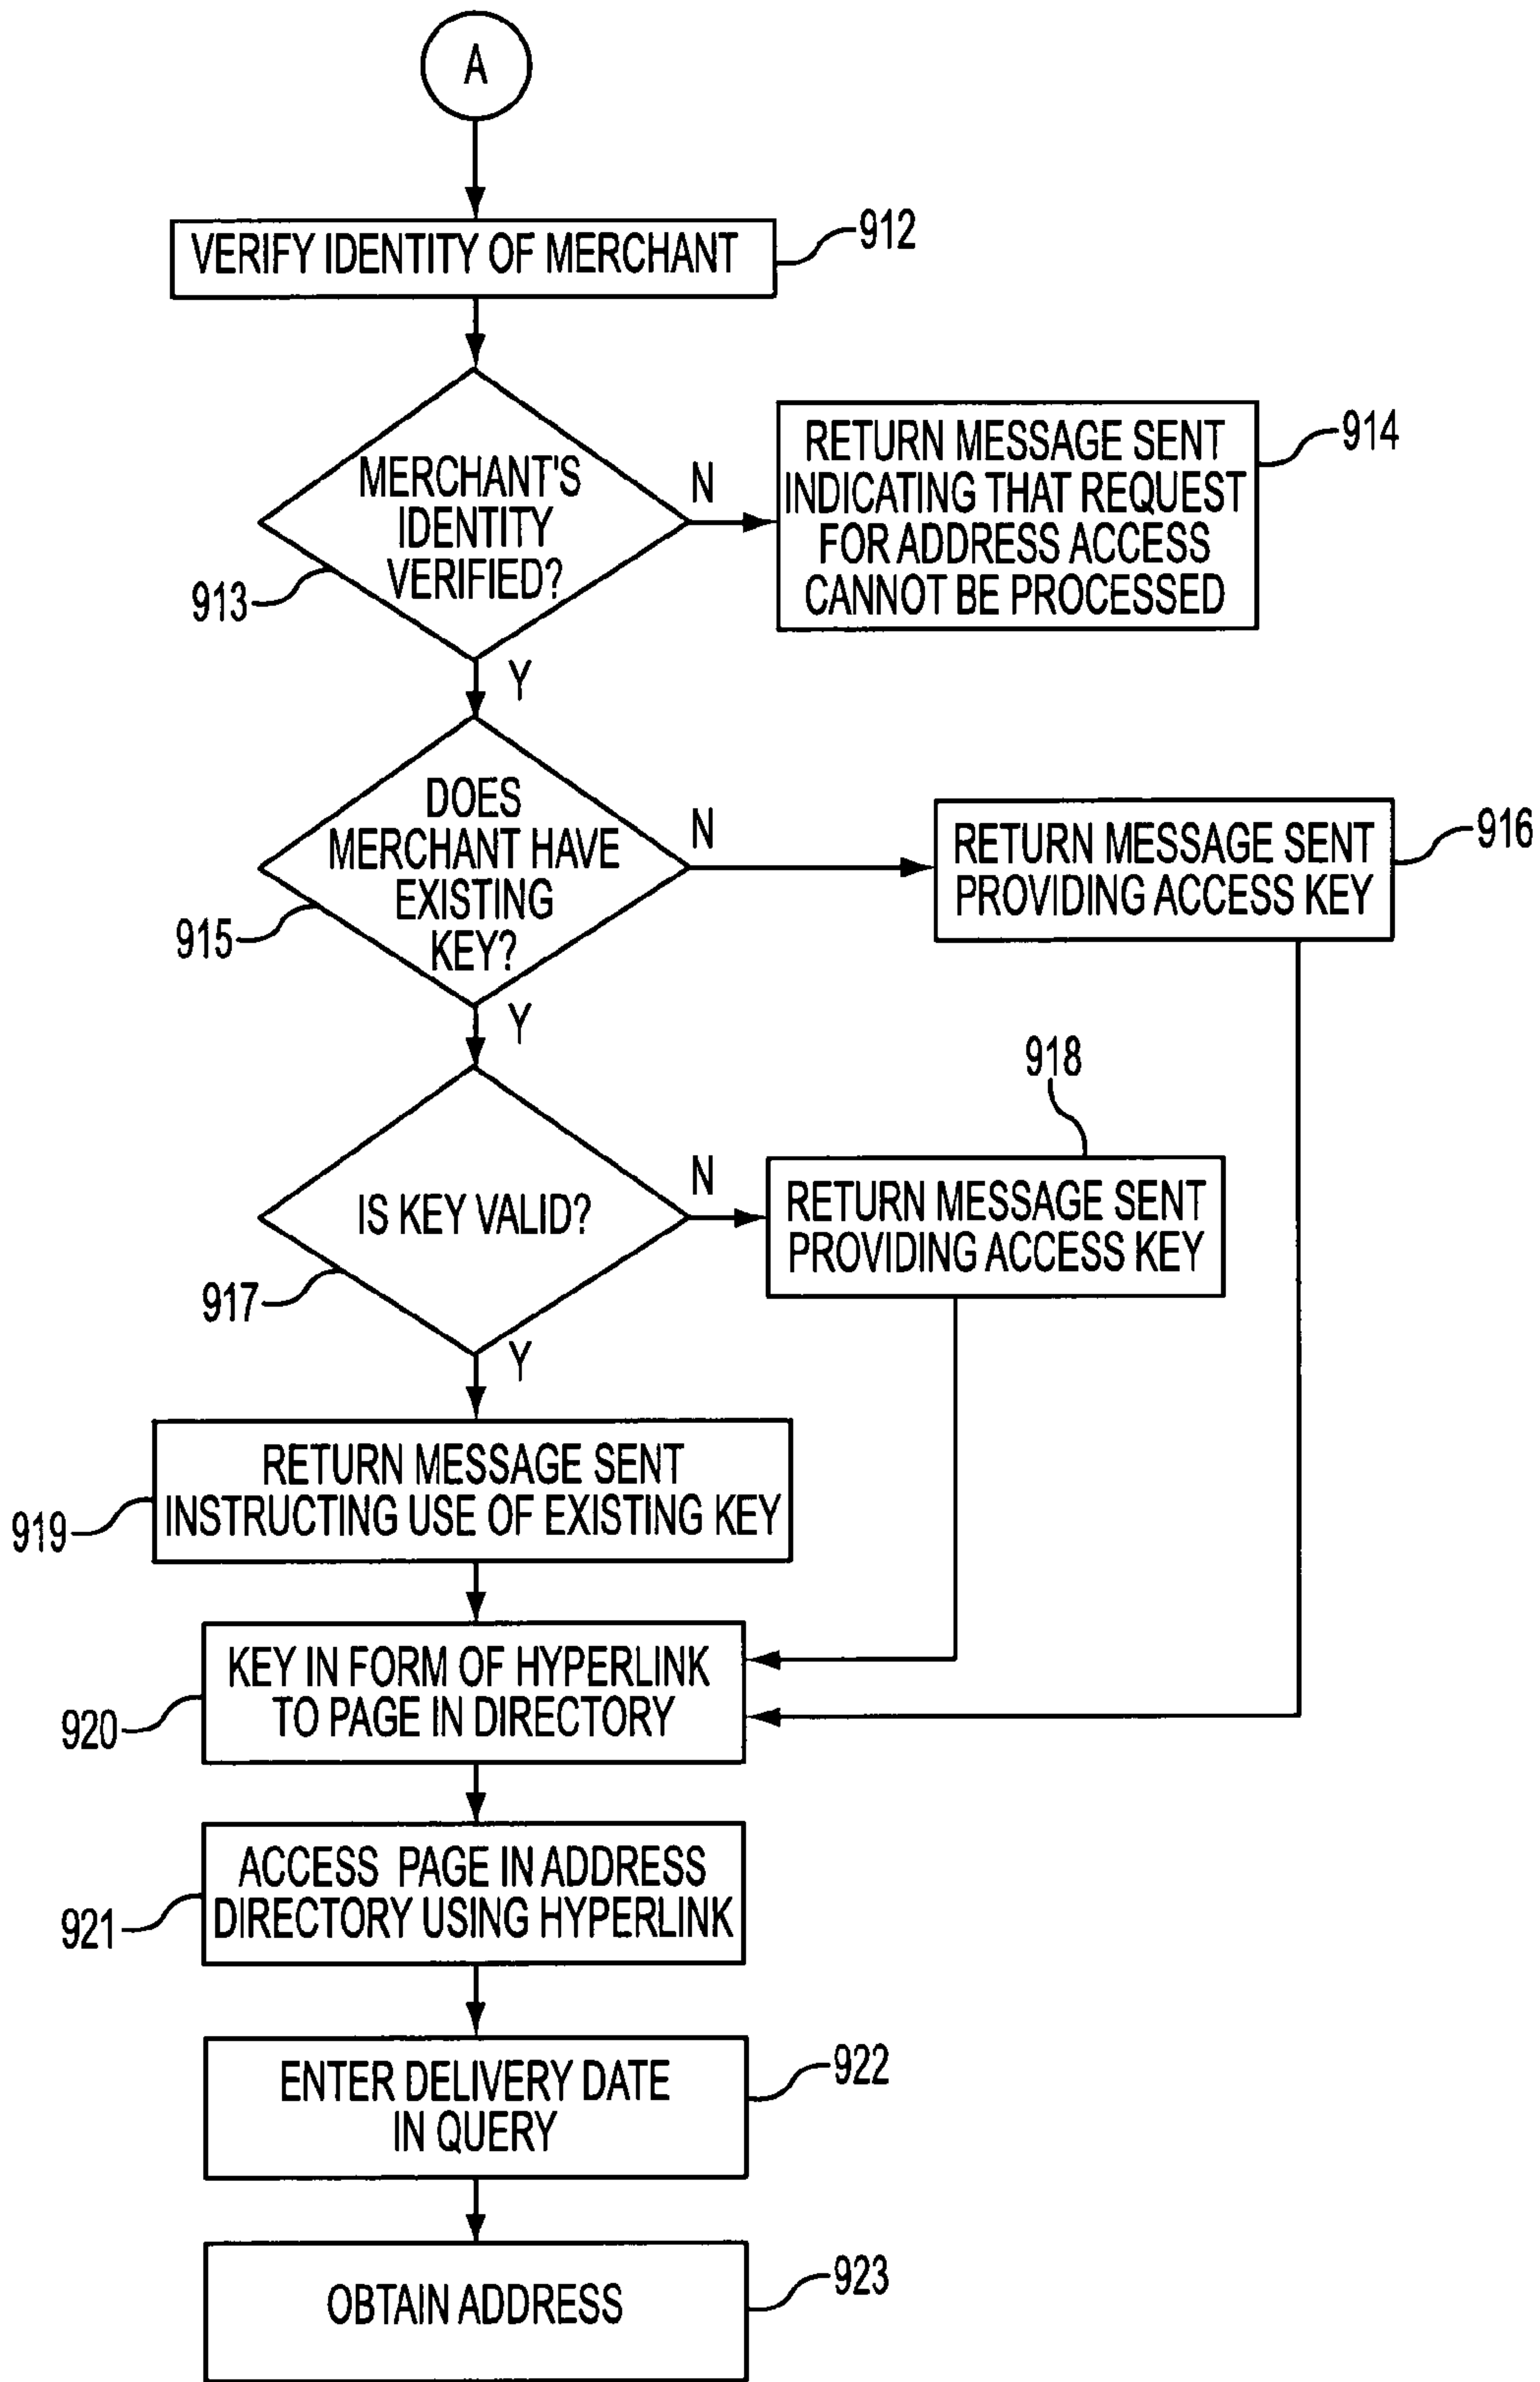 A
VERIFY IDENTITY OF MERCHANT
912
MERCHANT'S
IDENTITY
VERIFIED?
913
N
Y
RETURN MESSAGE SENT
INDICATING THAT REQUEST
FOR ADDRESS ACCESS
CANNOT BE PROCESSED
914
DOES
MERCHANT HAVE
EXISTING
KEY?
915
N
Y
RETURN MESSAGE SENT
PROVIDING ACCESS KEY
916
IS KEY VALID?
917
N
Y
918
RETURN MESSAGE SENT
PROVIDING ACCESS KEY
RETURN MESSAGE SENT
INSTRUCTING USE OF EXISTING KEY
919
KEY IN FORM OF HYPERLINK
TO PAGE IN DIRECTORY
920
ACCESS PAGE IN ADDRESS
DIRECTORY USING HYPERLINK
921
ENTER DELIVERY DATE
IN QUERY
922
OBTAIN ADDRESS
923